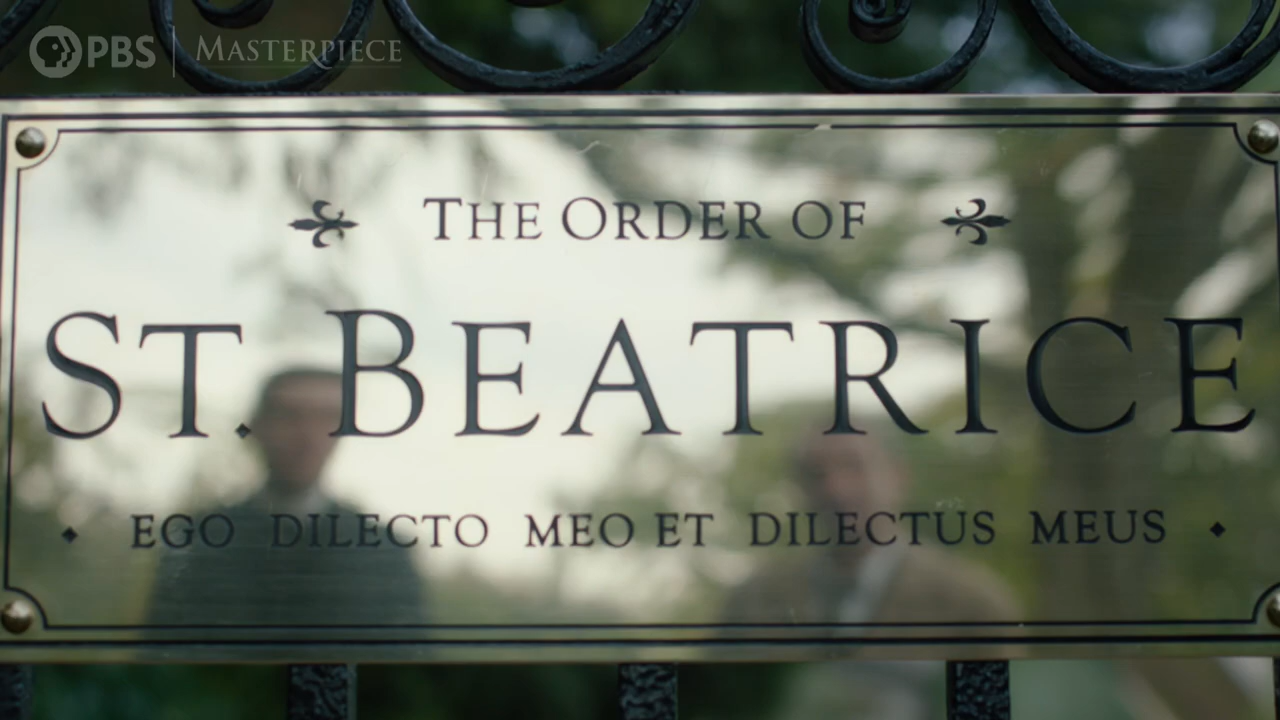 PBS | MASTERPIECE
THE ORDER OF
ST. BEATRICE
EGO DILECTO MEO ET DILECTUS MEUS